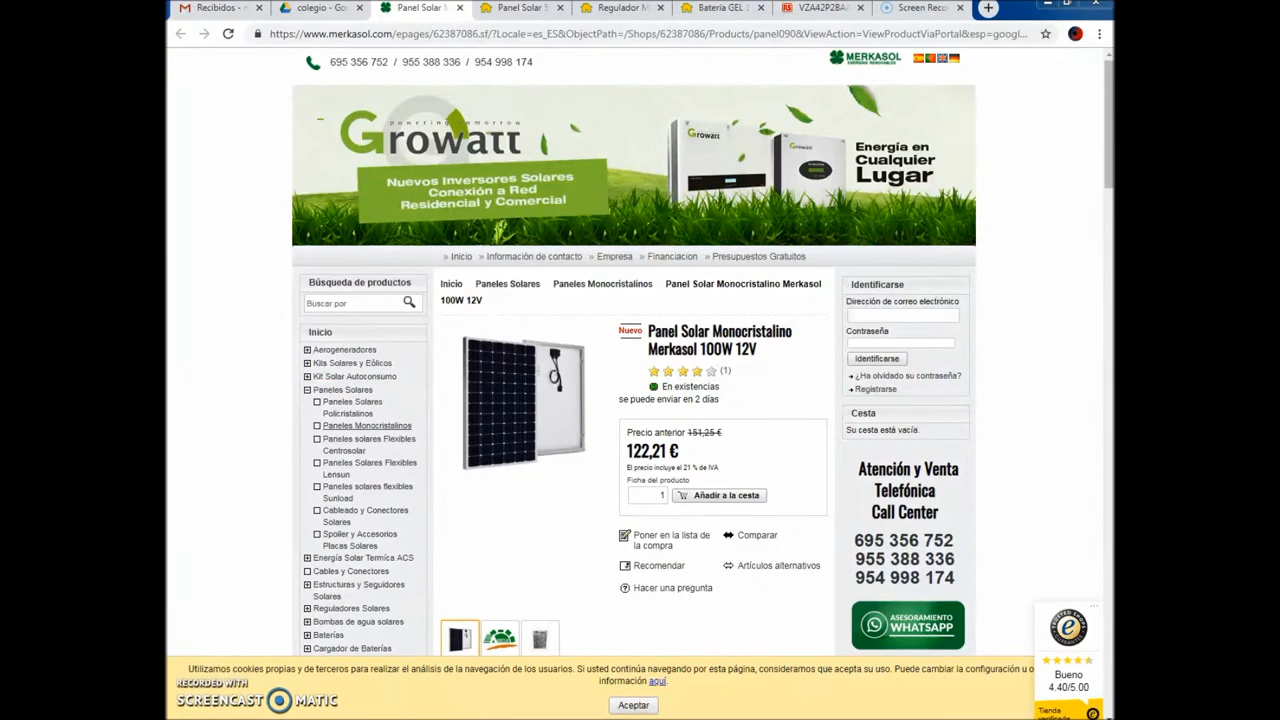 Recibidos - n
colegio - Go
Panel Solar M
Panel Solar S
Regulador M
Batería GEL 1
VZA42P2BAA
Screen Reco
https://www.merkasol.com/epages/62387086.sf/?Locale=es_ES&ObjectPath=/Shops/62387086/Products/panel090&ViewAction=ViewProductViaPortal&esp=googl...
695 356 752 / 955 388 336 / 954 998 174
MERKASOL
ENERGÍAS RENOVABLES
powering tomorrow
Growatt
Nuevos Inversores Solares
Conexión a Red
Residencial y Comercial
Growatt
Energía en
Cualquier
Lugar
» Inicio » Información de contacto » Empresa » Financiacion » Presupuestos Gratuitos
Búsqueda de productos
Buscar por
Inicio
Aerogeneradores
Kits Solares y Eólicos
Kit Solar Autoconsumo
Paneles Solares
Paneles Solares
Policristalinos
Paneles Monocristalinos
Paneles solares Flexibles
Centrosolar
Paneles Solares Flexibles
Lensun
Paneles solares flexibles
Sunload
Cableado y Conectores
Solares
Spoiler y Accesorios
Placas Solares
Energía Solar Termíca ACS
Cables y Conectores
Estructuras y Seguidores
Solares
Reguladores Solares
Bombas de agua solares
Baterías
Cargador de Baterías
Inicio Paneles Solares Paneles Monocristalinos Panel Solar Monocristalino Merkasol
100W 12V
Nuevo
Panel Solar Monocristalino
Merkasol 100W 12V
(1)
En existencias
se puede enviar en 2 días
Precio anterior 151,25 €
122,21 €
El precio incluye el 21 % de IVA
Ficha del producto
1
Añadir a la cesta
Poner en la lista de
la compra
Comparar
Recomendar
Artículos alternativos
Hacer una pregunta
Identificarse
Dirección de correo electrónico
Contraseña
Identificarse
¿Ha olvidado su contraseña?
Registrarse
Cesta
Su cesta está vacía.
Atención y Venta
Telefónica
Call Center
695 356 752
955 388 336
954 998 174
ASESORAMIENTO
WHATSAPP
Bueno
4.40/5.00
Tienda
verificada
Utilizamos cookies propias y de terceros para realizar el análisis de la navegación de los usuarios. Si usted continúa navegando por esta página, consideramos que acepta su uso. Puede cambiar la configuración u o
información aquí.
Aceptar
RECORDED WITH
SCREENCAST MATIC